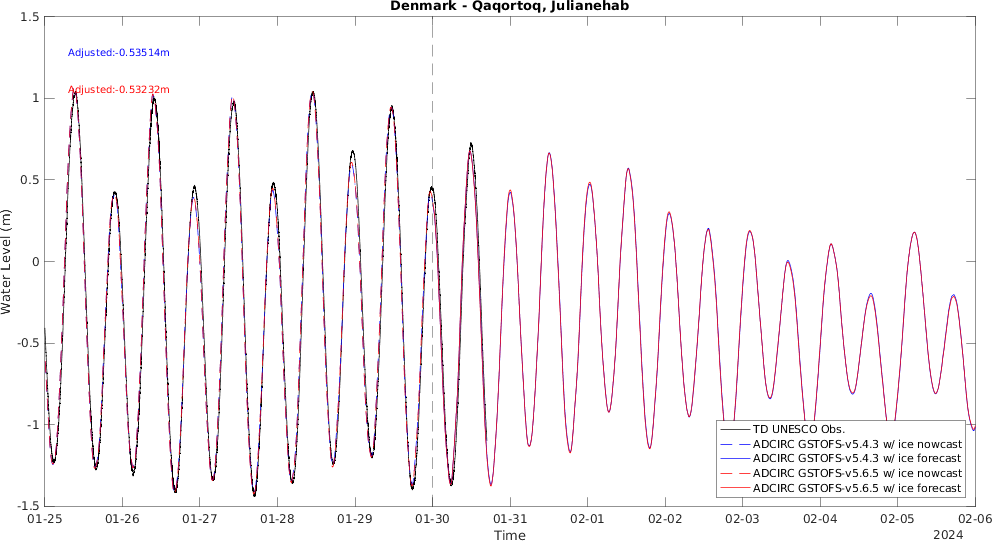 Denmark - Qaqortoq, Julianehab
Adjusted:-0.53514m
Adjusted:-0.53232m
Water Level (m)
1.5
1
0.5
0
-0.5
-1
-1.5
TD UNESCO Obs.
ADCIRC GSTOFS-v5.4.3 w/ ice nowcast
ADCIRC GSTOFS-v5.4.3 w/ ice forecast
ADCIRC GSTOFS-v5.6.5 w/ ice nowcast
ADCIRC GSTOFS-v5.6.5 w/ ice forecast
01-25 01-26 01-27 01-28 01-29 01-30 01-31 02-01 02-02 02-03 02-04 02-05 02-06
Time
2024